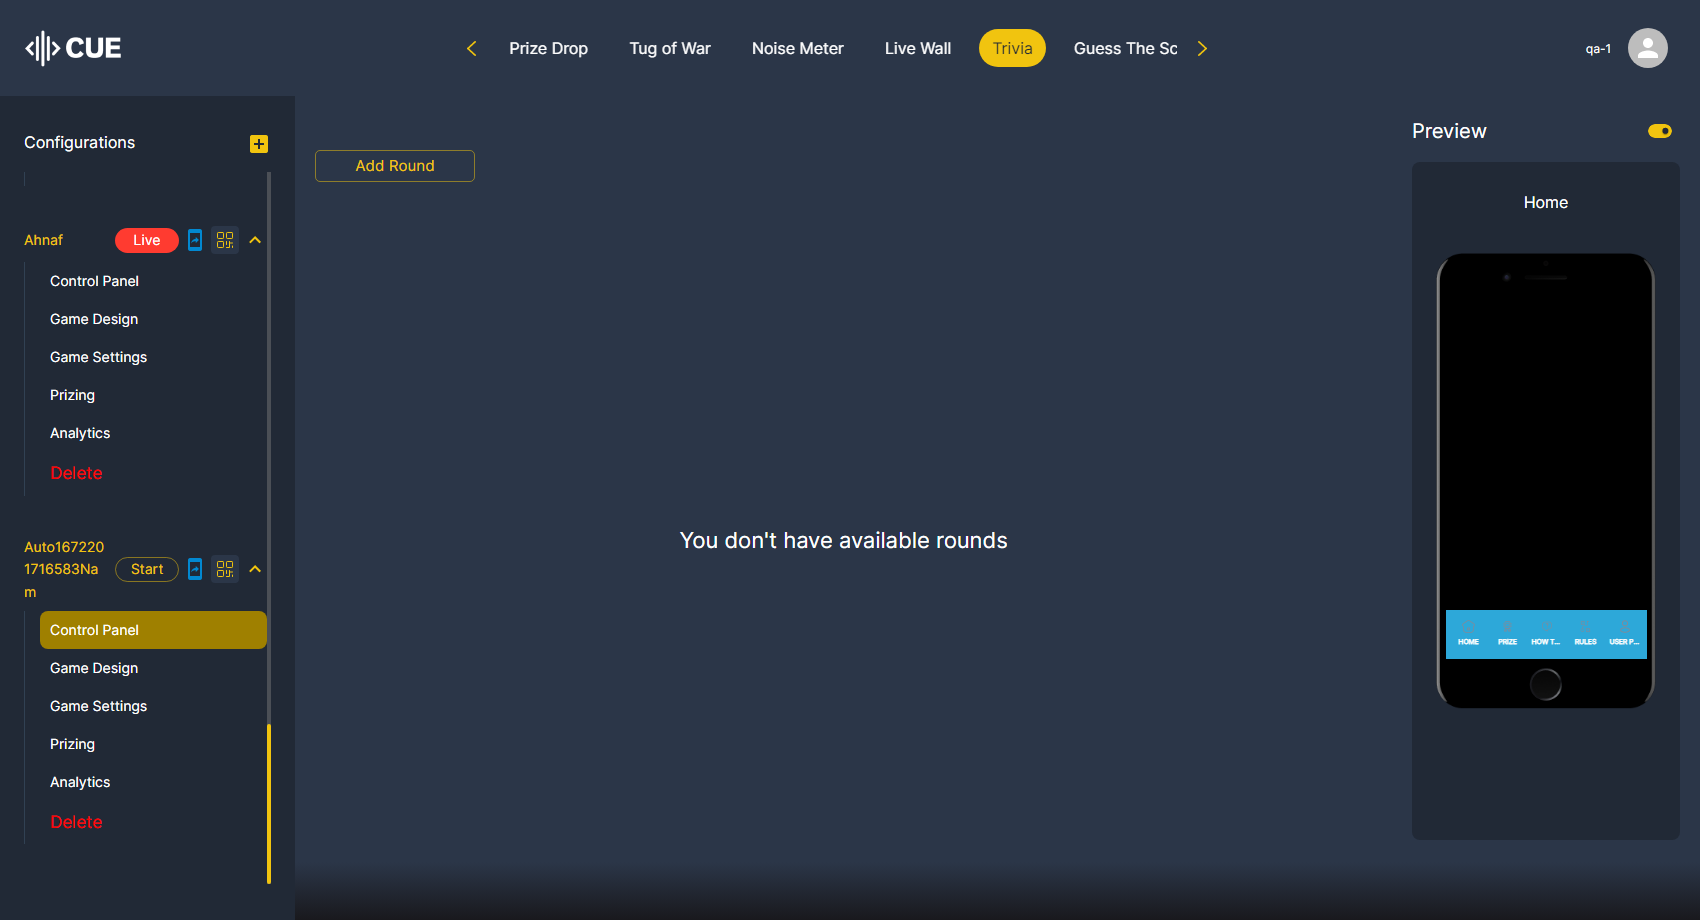 CUE
Prize Drop
Tug of War
Noise Meter
Live Wall
Trivia
Guess The Sc
qa-1
Configurations
Ahnaf
Live
Control Panel
Game Design
Game Settings
Prizing
Analytics
Delete
Auto167220
1716583Na
m
Start
Control Panel
Game Design
Game Settings
Prizing
Analytics
Delete
Add Round
You don't have available rounds
Preview
Home
HOME
PRIZE
HOW T...
RULES
USER P...